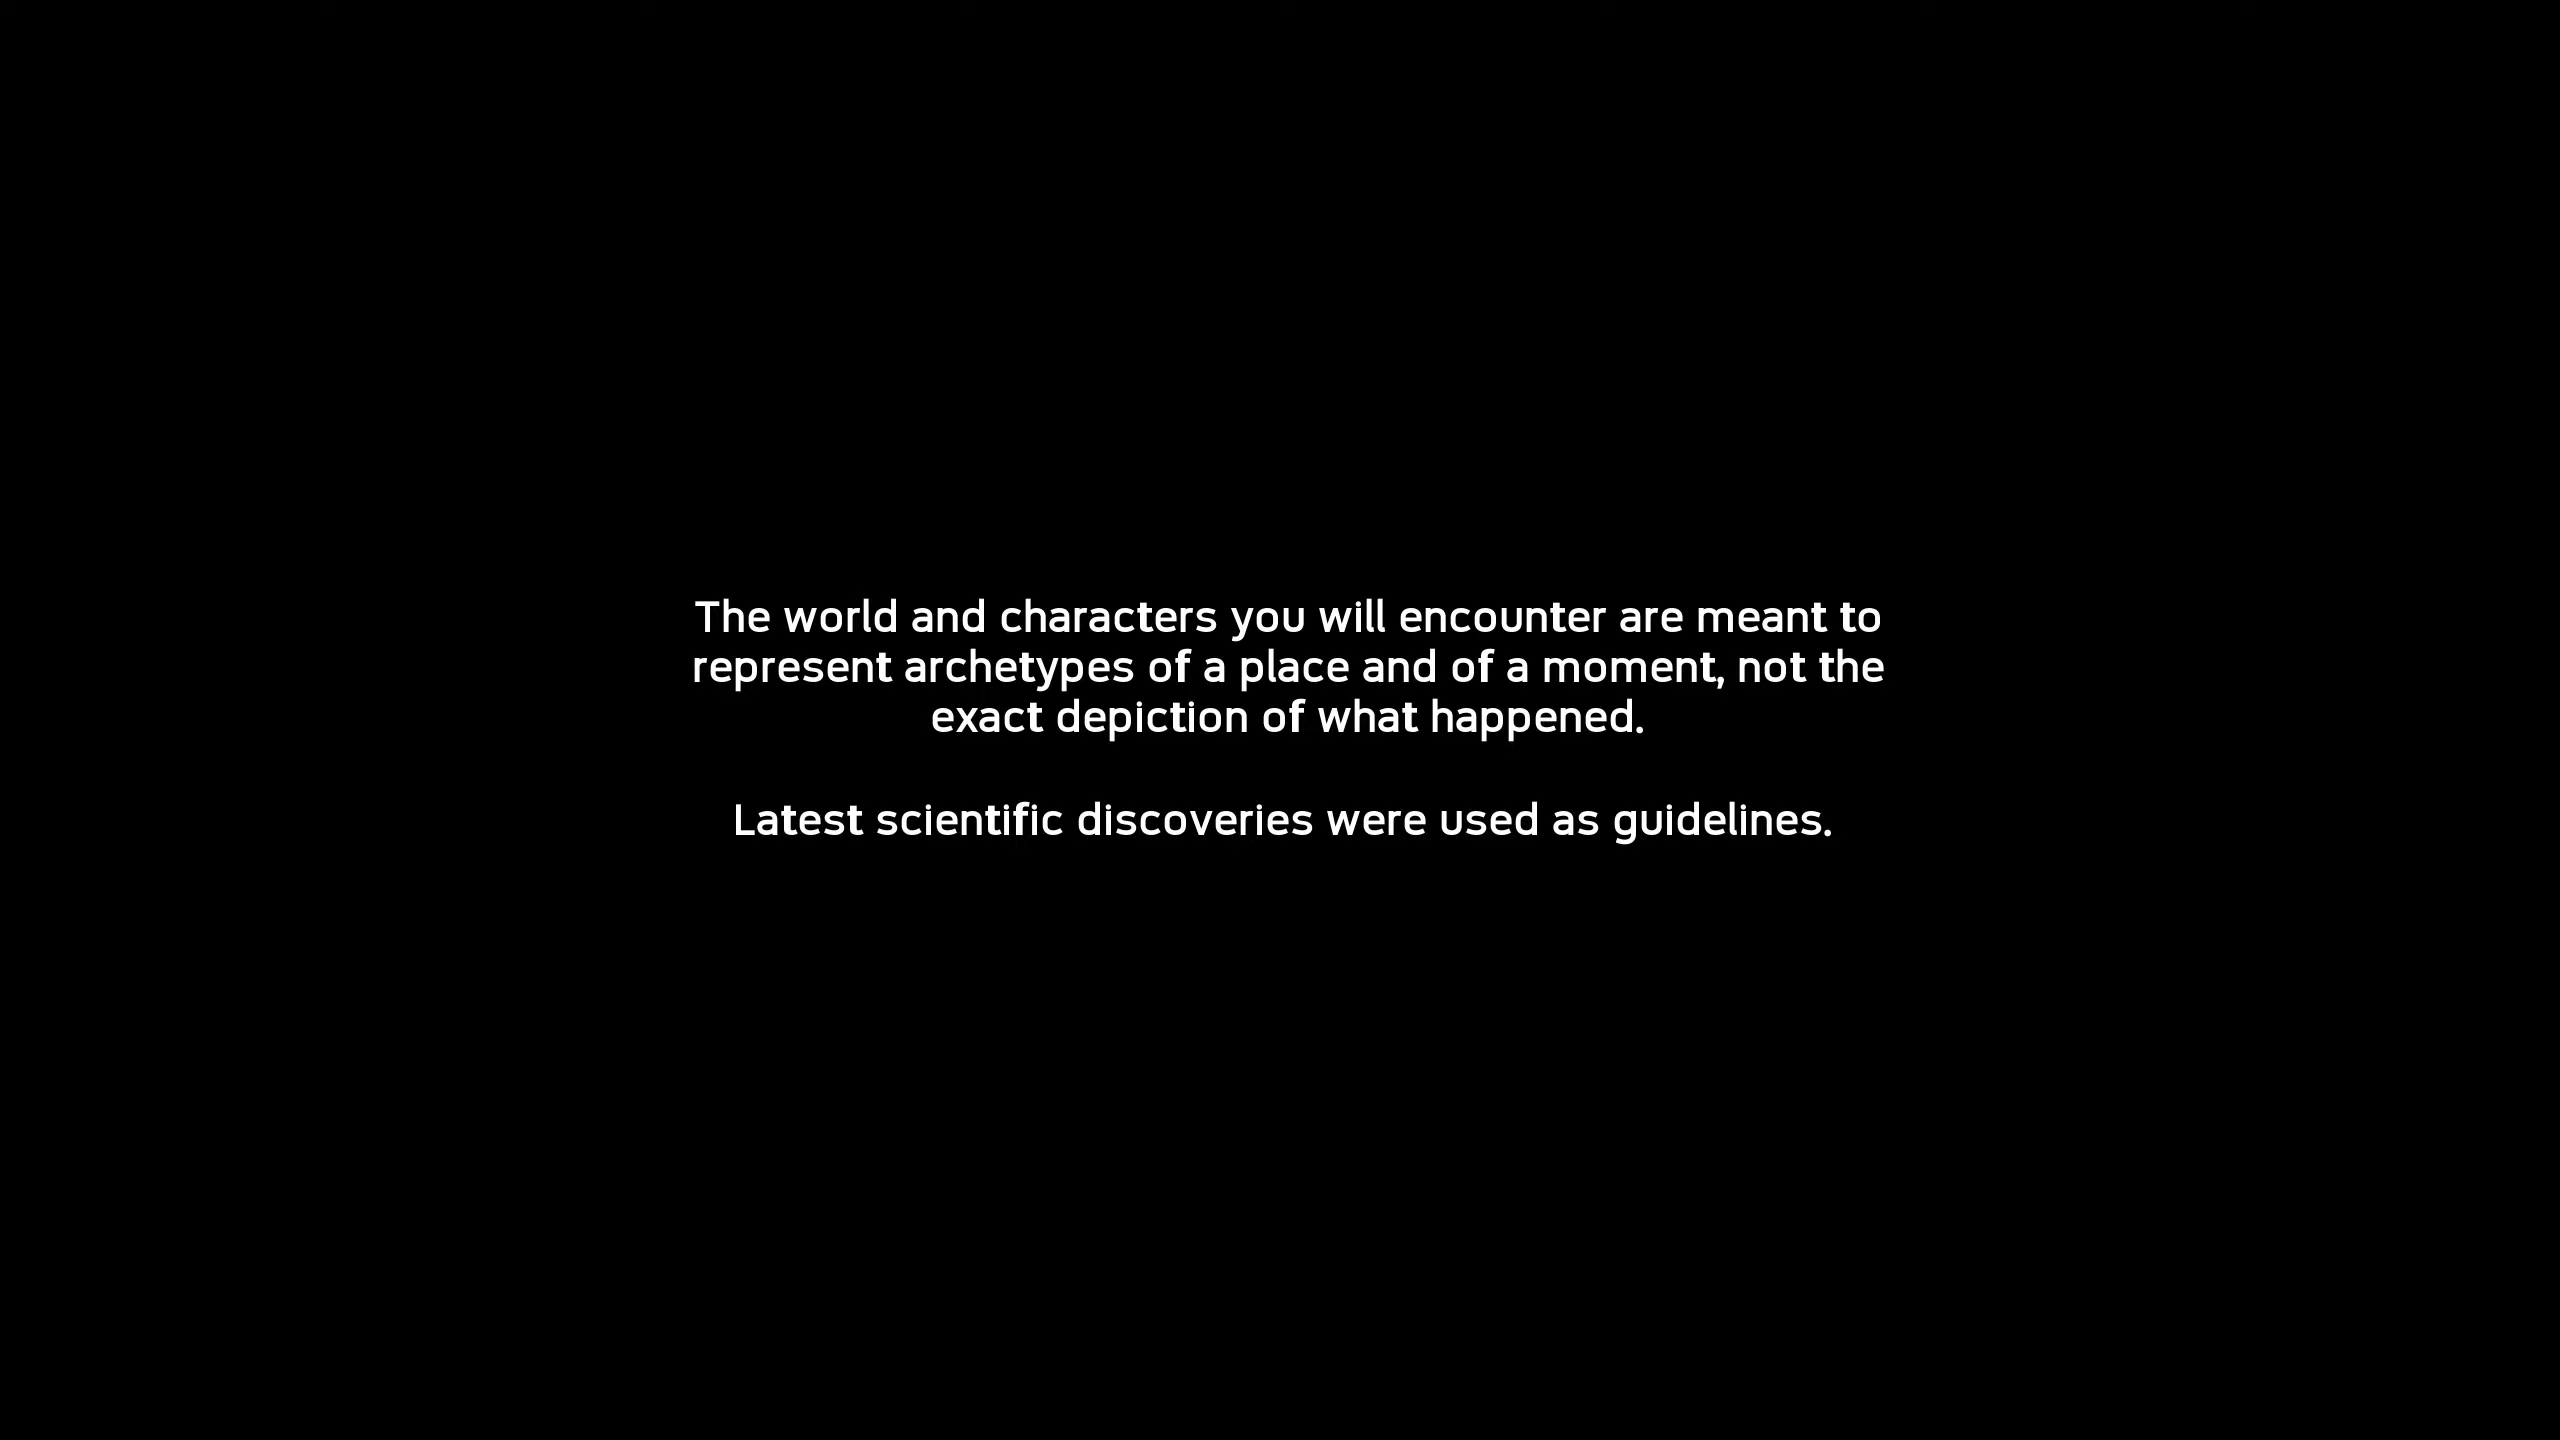 The world and characters you will encounter are meant to
represent archetypes of a place and of a moment, not the
exact depiction of what happened.
Latest scientific discoveries were used as guidelines.